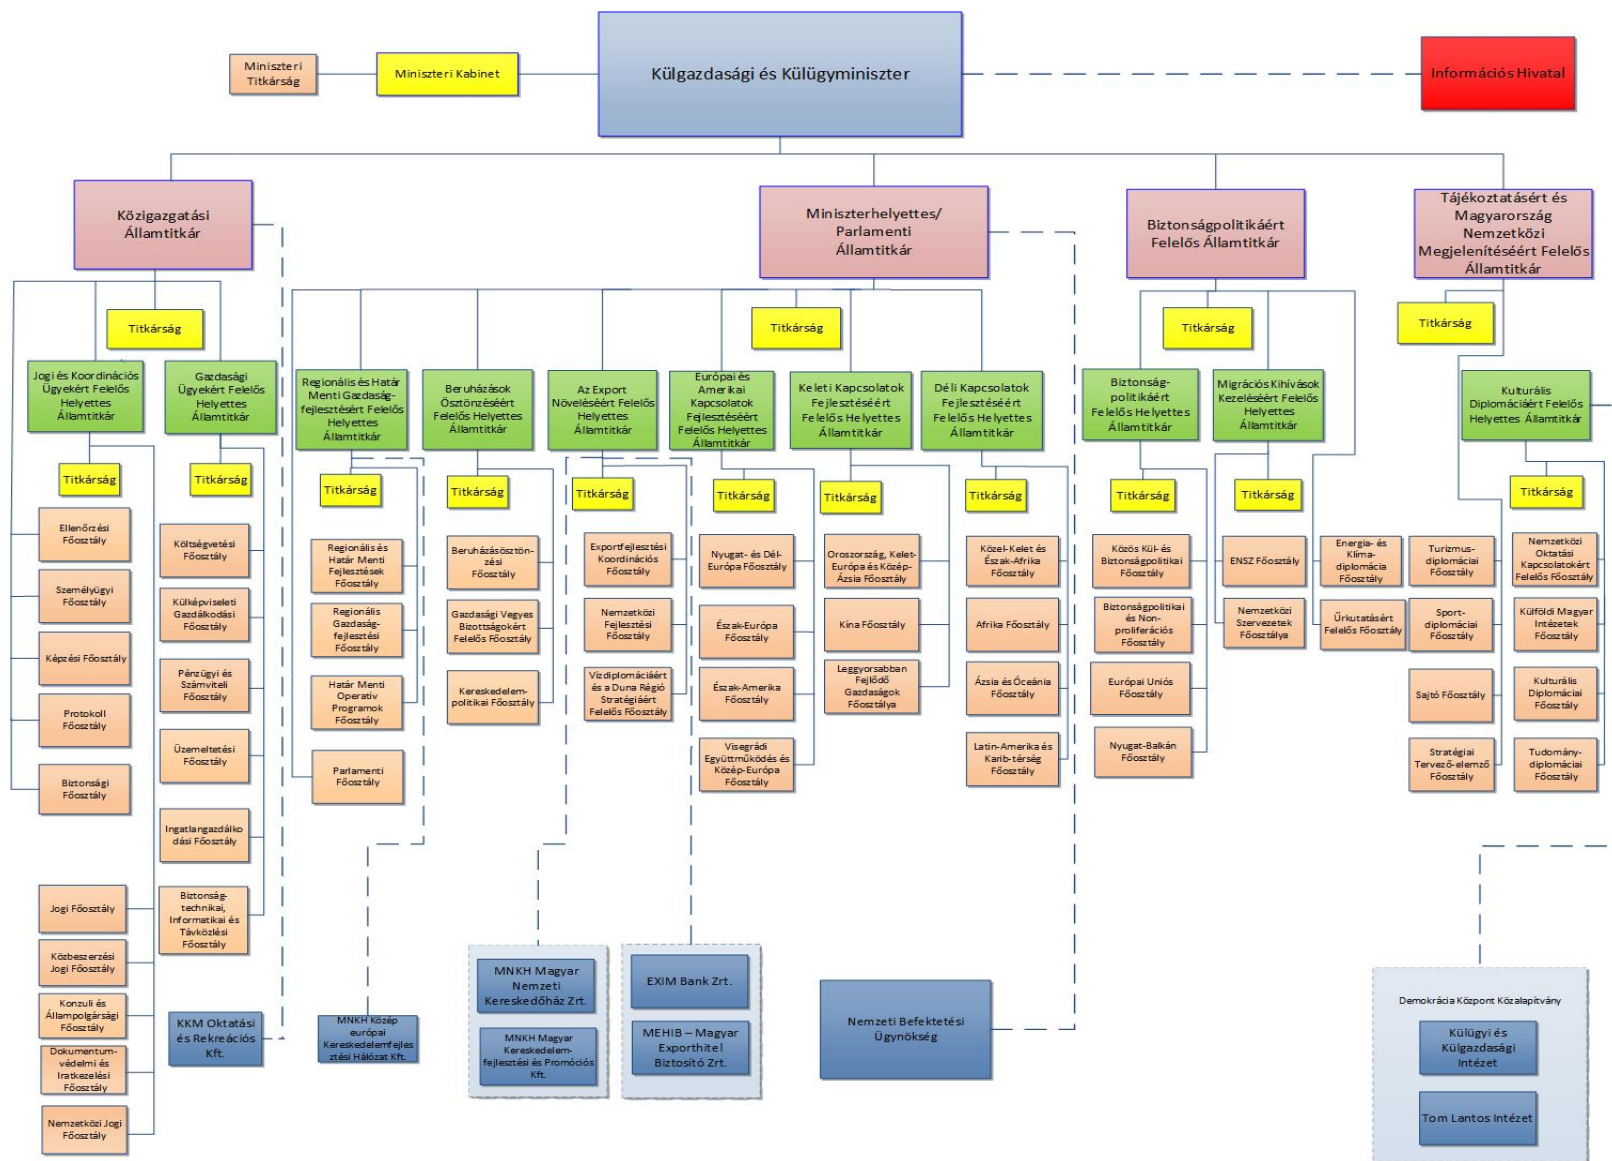 Miniszteri
Titkárság
Miniszteri Kabinet
Külgazdasági és Külügyminiszter
Információs Hivatal
Közigazgatási
Államtitkár
Miniszterhelyettes/
Parlamenti
Államtitkár
Biztonságpolitikáért
Felelős Államtitkár
Tájékoztatásért és
Magyarország
Nemzetközi
Megjelenítéséért Felelős
Államtitkár
Titkárság
Titkárság
Titkárság
Titkárság
Jogi és Koordinációs
Ügyekért Felelős
Helyettes
Államtitkár
Gazdasági
Ügyekért Felelős
Helyettes
Államtitkár
Regionális és Határ
Menti Gazdaság-
fejlesztésért Felelős
Helyettes
Államtitkár
Beruházások
Ösztönzéséért
Felelős Helyettes
Államtitkár
Az Export
Növeléséért Felelős
Helyettes
Államtitkár
Európai és
Amerikai
Kapcsolatok
Fejlesztéséért
Felelős Helyettes
Államtitkár
Keleti Kapcsolatok
Fejlesztéséért
Felelős Helyettes
Államtitkár
Déli Kapcsolatok
Fejlesztéséért
Felelős Helyettes
Államtitkár
Biztonság-
politikáért
Felelős Helyettes
Államtitkár
Migrációs Kihívások
Kezeléséért Felelős
Helyettes
Államtitkár
Kulturális
Diplomáciáért Felelős
Helyettes Államtitkár
Titkárság
Titkárság
Titkárság
Titkárság
Titkárság
Titkárság
Titkárság
Titkárság
Titkárság
Titkárság
Titkárság
Ellenőrzési
Főosztály
Személyügyi
Főosztály
Képzési Főosztály
Protokoll
Főosztály
Biztonsági
Főosztály
Jogi Főosztály
Közbeszerzési
Jogi Főosztály
Konzuli és
Állampolgársági
Főosztály
Dokumentum-
védelmi és
Iratkezelési
Főosztály
Nemzetközi Jogi
Főosztály
Költségvetési
Főosztály
Külképviseleti
Gazdálkodási
Főosztály
Pénzügyi és
Számviteli
Főosztály
Üzemeltetési
Főosztály
Ingatlangazdálko
dási Főosztály
Biztonság-
technikai,
Informatikai és
Távközlési
Főosztály
KKM Oktatási
és Rekreációs
Kft.
Regionális és
Határ Menti
Fejlesztések
Főosztály
Regionális
Gazdaság-
fejlesztési
Főosztály
Határ Menti
Operatív
Programok
Főosztály
Parlamenti
Főosztály
MNKH Közép
európai
Kereskedelemfejles
ztési Hálózat Kft.
Beruházásösztön-
zési
Főosztály
Gazdasági Vegyes
Bizottságokért
Felelős Főosztály
Kereskedelem-
politikai Főosztály
Exportfejlesztési
Koordinációs
Főosztály
Nemzetközi
Fejlesztési
Főosztály
Vízdiplomáciáért
és a Duna Régió
Stratégiáért
Felelős Főosztály
MNKH Magyar
Nemzeti
Kereskedőház Zrt.
MNKH Magyar
Kereskedelem-
fejlesztési és Promóciós
Kft.
EXIM Bank Zrt.
MEHIB – Magyar
Exporthitel
Biztosító Zrt.
Nyugat- és Dél-
Európa Főosztály
Észak-Európa
Főosztály
Észak-Amerika
Főosztály
Visegrádi
Együttműködés és
Közép-Európa
Főosztály
Oroszország, Kelet-
Európa és Közép-
Ázsia Főosztály
Kína Főosztály
Leggyorsabban
Fejlődő
Gazdaságok
Főosztálya
Közel-Kelet és
Észak-Afrika
Főosztály
Afrika Főosztály
Ázsia és Óceánia
Főosztály
Latin-Amerika és
Karib-térség
Főosztály
Nemzeti Befektetési
Ügynökség
Közös Kül- és
Biztonságpolitikai
Főosztály
Biztonságpolitikai
és Non-
proliferációs
Főosztály
Európai Uniós
Főosztály
Nyugat-Balkán
Főosztály
ENSZ Főosztály
Nemzetközi
Szervezetek
Főosztálya
Energia- és
Klíma-
diplomácia
Főosztály
Űrkutatásért
Felelős Főosztály
Turizmus-
diplomáciai
Főosztály
Sport-
diplomáciai
Főosztály
Sajtó Főosztály
Stratégiai
Tervező-elemző
Főosztály
Nemzetközi
Oktatási
Kapcsolatokért
Felelős Főosztály
Külföldi Magyar
Intézetek
Főosztály
Kulturális
Diplomáciai
Főosztály
Tudomány-
diplomáciai
Főosztály
Demokrácia Központ Közalapítvány
Külügyi és
Külgazdasági
Intézet
Tom Lantos Intézet